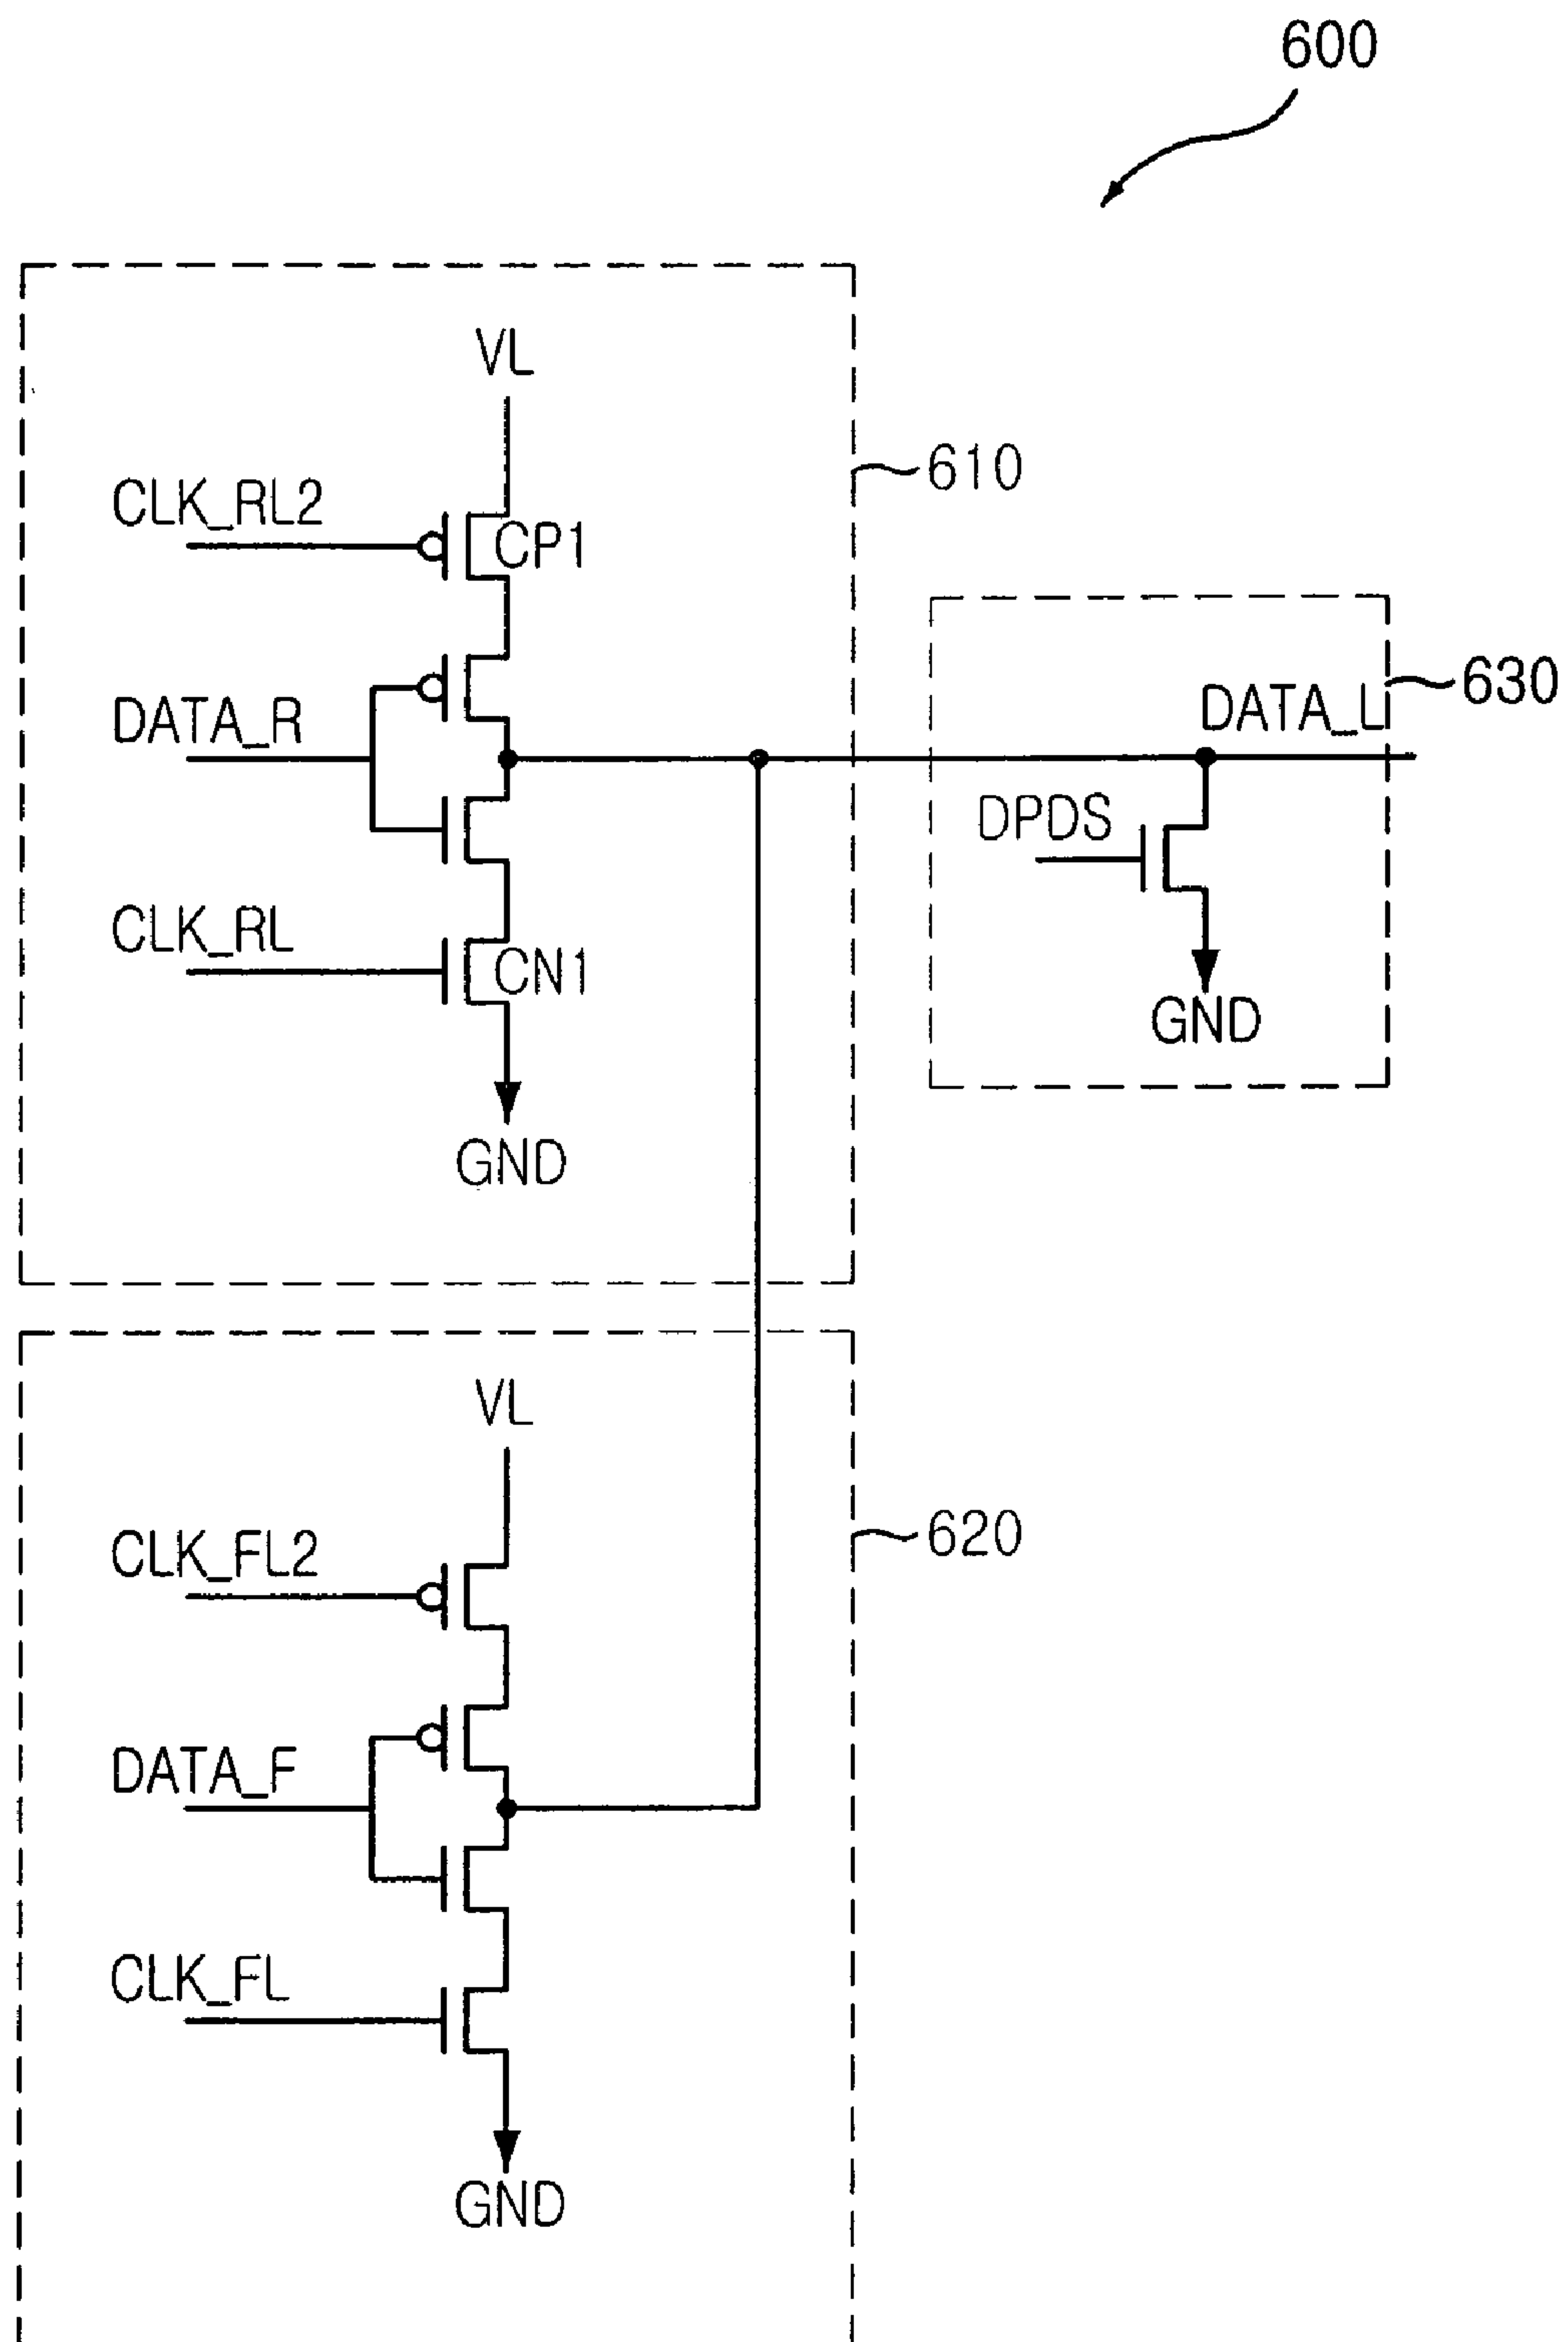 600
VL
CLK_RL2
CP1
610
DATA_R
DATA_L
630
DPDS
CLK_RL
CN1
GND
GND
VL
CLK_FL2
620
DATA_F
CLK_FL
GND